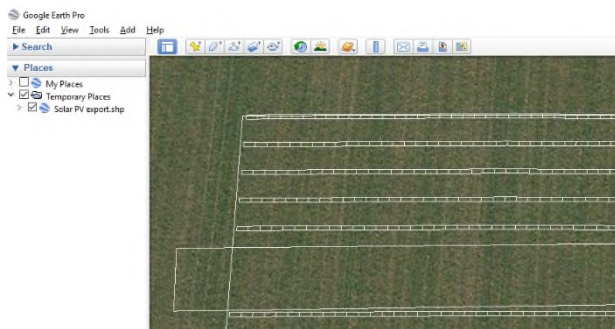 Google Earth Pro
File Edit View Tools Add Help
Search
Places
My Places
Temporary Places
Solar PV export.shp